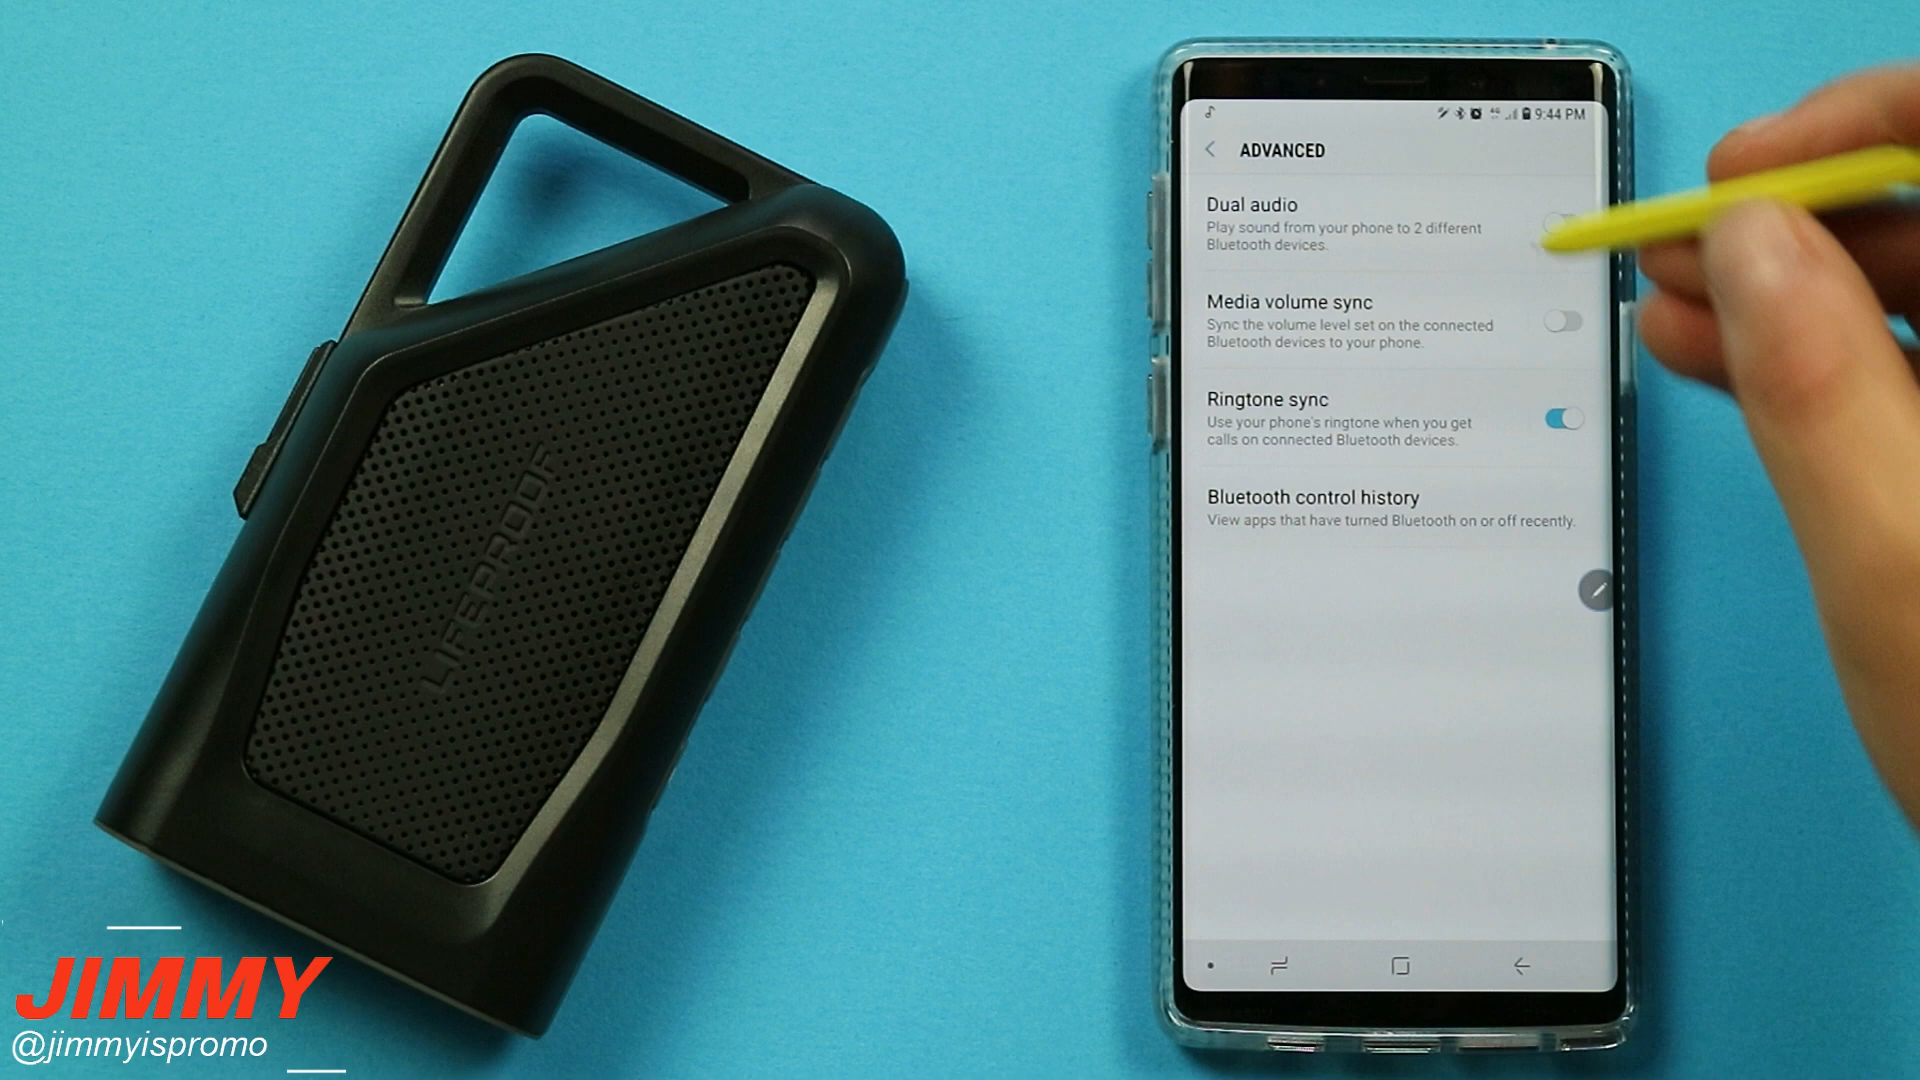 LIFEPROOF
4G
9:44 PM
ADVANCED
Dual audio
Play sound from your phone to 2 different
Bluetooth devices.
Media volume sync
Sync the volume level set on the connected
Bluetooth devices to your phone.
Ringtone sync
Use your phone's ringtone when you get
calls on connected Bluetooth devices.
Bluetooth control history
View apps that have turned Bluetooth on or off recently.
JIMMY
@jimmyispromo